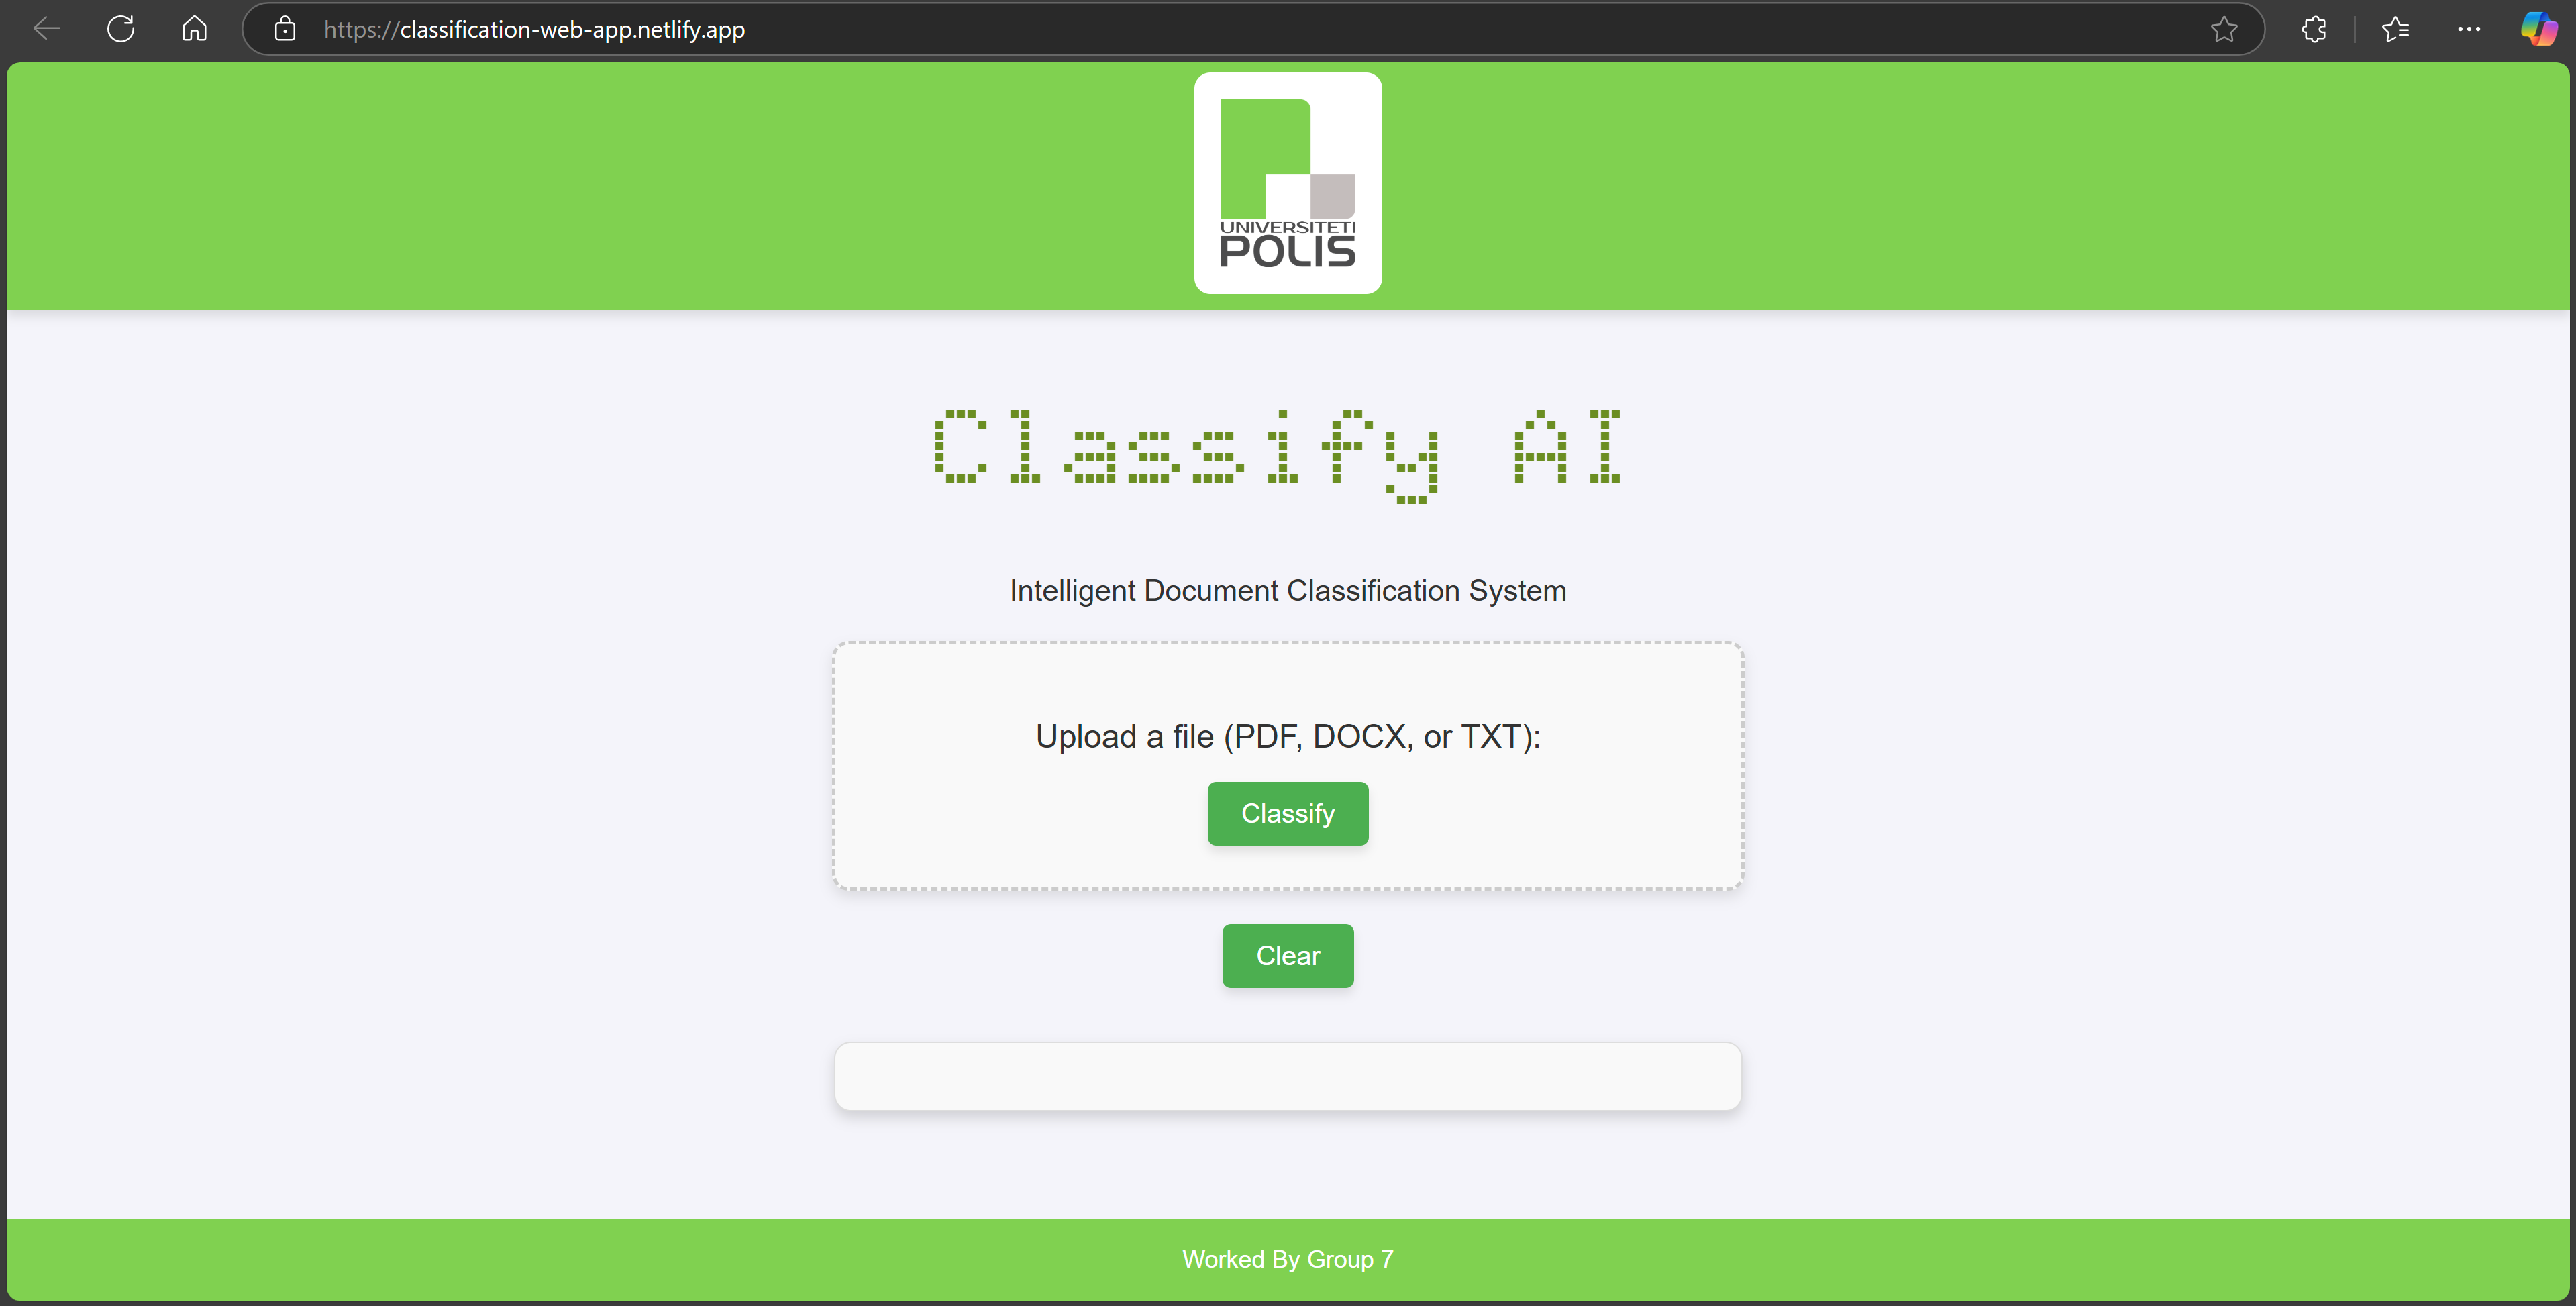 https://classification-web-app.netlify.app
UNIVERSITETI
POLIS
Classify AI
Intelligent Document Classification System
Upload a file (PDF, DOCX, or TXT):
Classify
Clear
Worked By Group 7